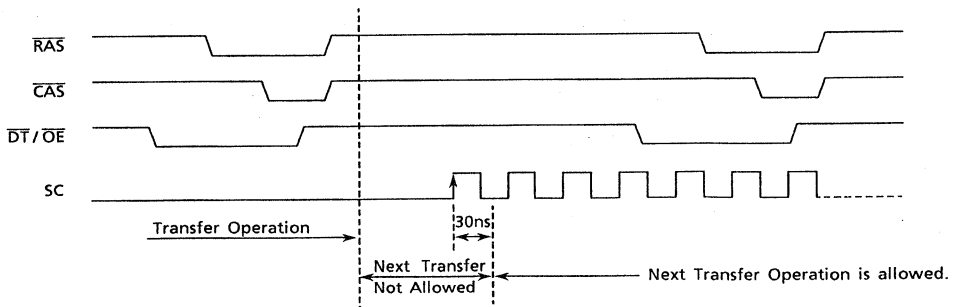 RAS
CAS
DT / OE
SC
30ns
Transfer Operation
Next Transfer
Not Allowed
Next Transfer Operation is allowed.